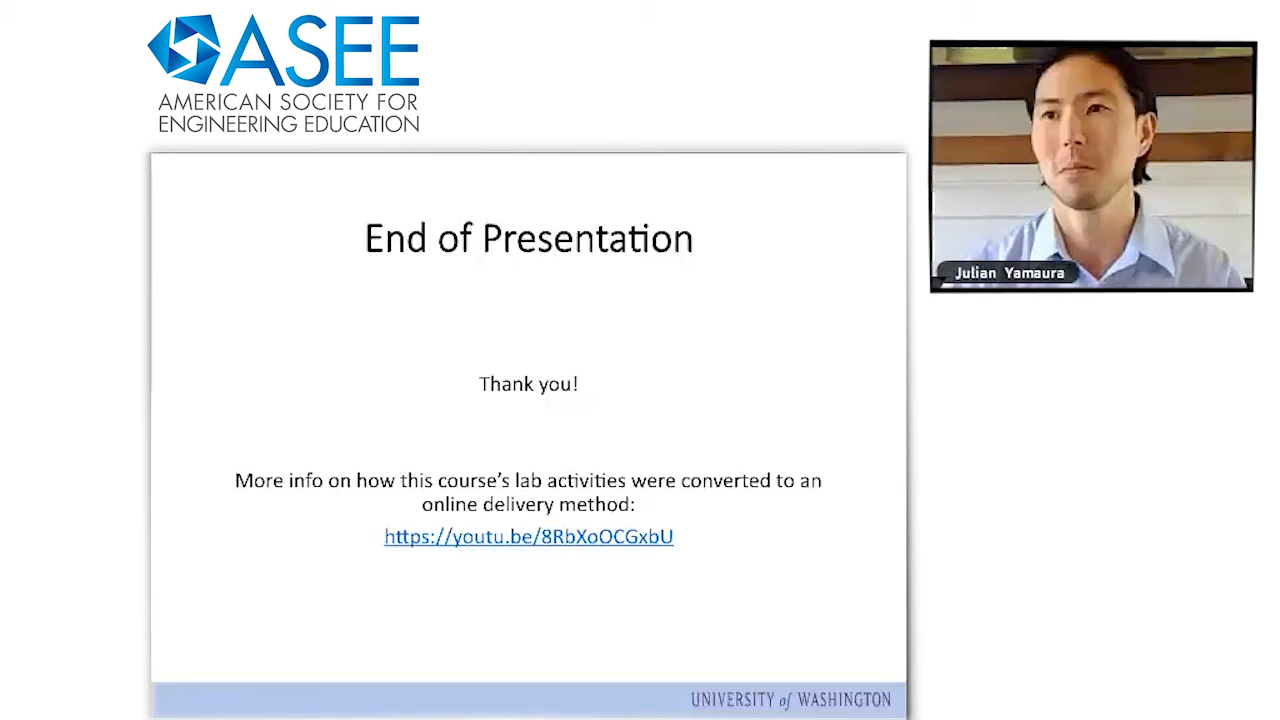 ASEE
AMERICAN SOCIETY FOR
ENGINEERING EDUCATION
Julian Yamaura
End of Presentation
Thank you!
More info on how this course's lab activities were converted to an
online delivery method:
https://youtu.be/8RbXoOCGxbU
UNIVERSITY of WASHINGTON